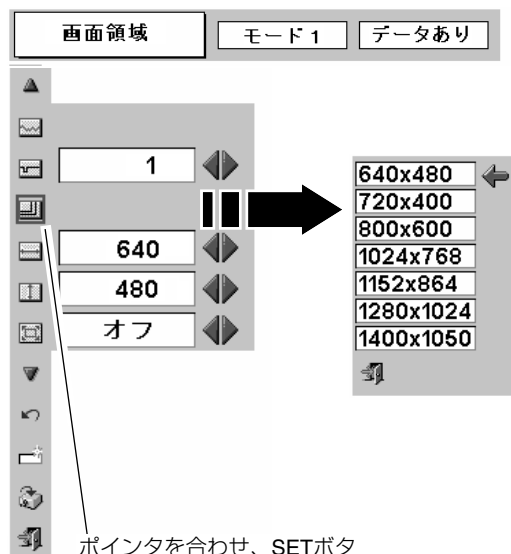 画面領域 モード1 データあり
1
640
480
オフ
640x480
720x400
800x600
1024x768
1152x864
1280x1024
1400x1050
ポインタを合わせ、SETボタ